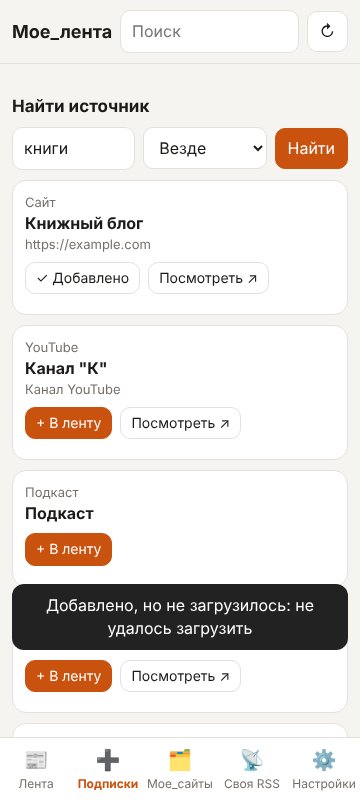 Мое_лента Поиск
Найти источник
книги Везде Найти
Сайт
Книжный блог
https://example.com
✓ Добавлено Посмотреть ↗
YouTube
Канал "К"
Канал YouTube
+ В ленту Посмотреть ↗
Подкаст
Подкаст
+ В ленту
Добавлено, но не загрузилось: не
удалось загрузить
+ В ленту Посмотреть ↗
Лента Подписки Мое_сайты Своя RSS Настройки